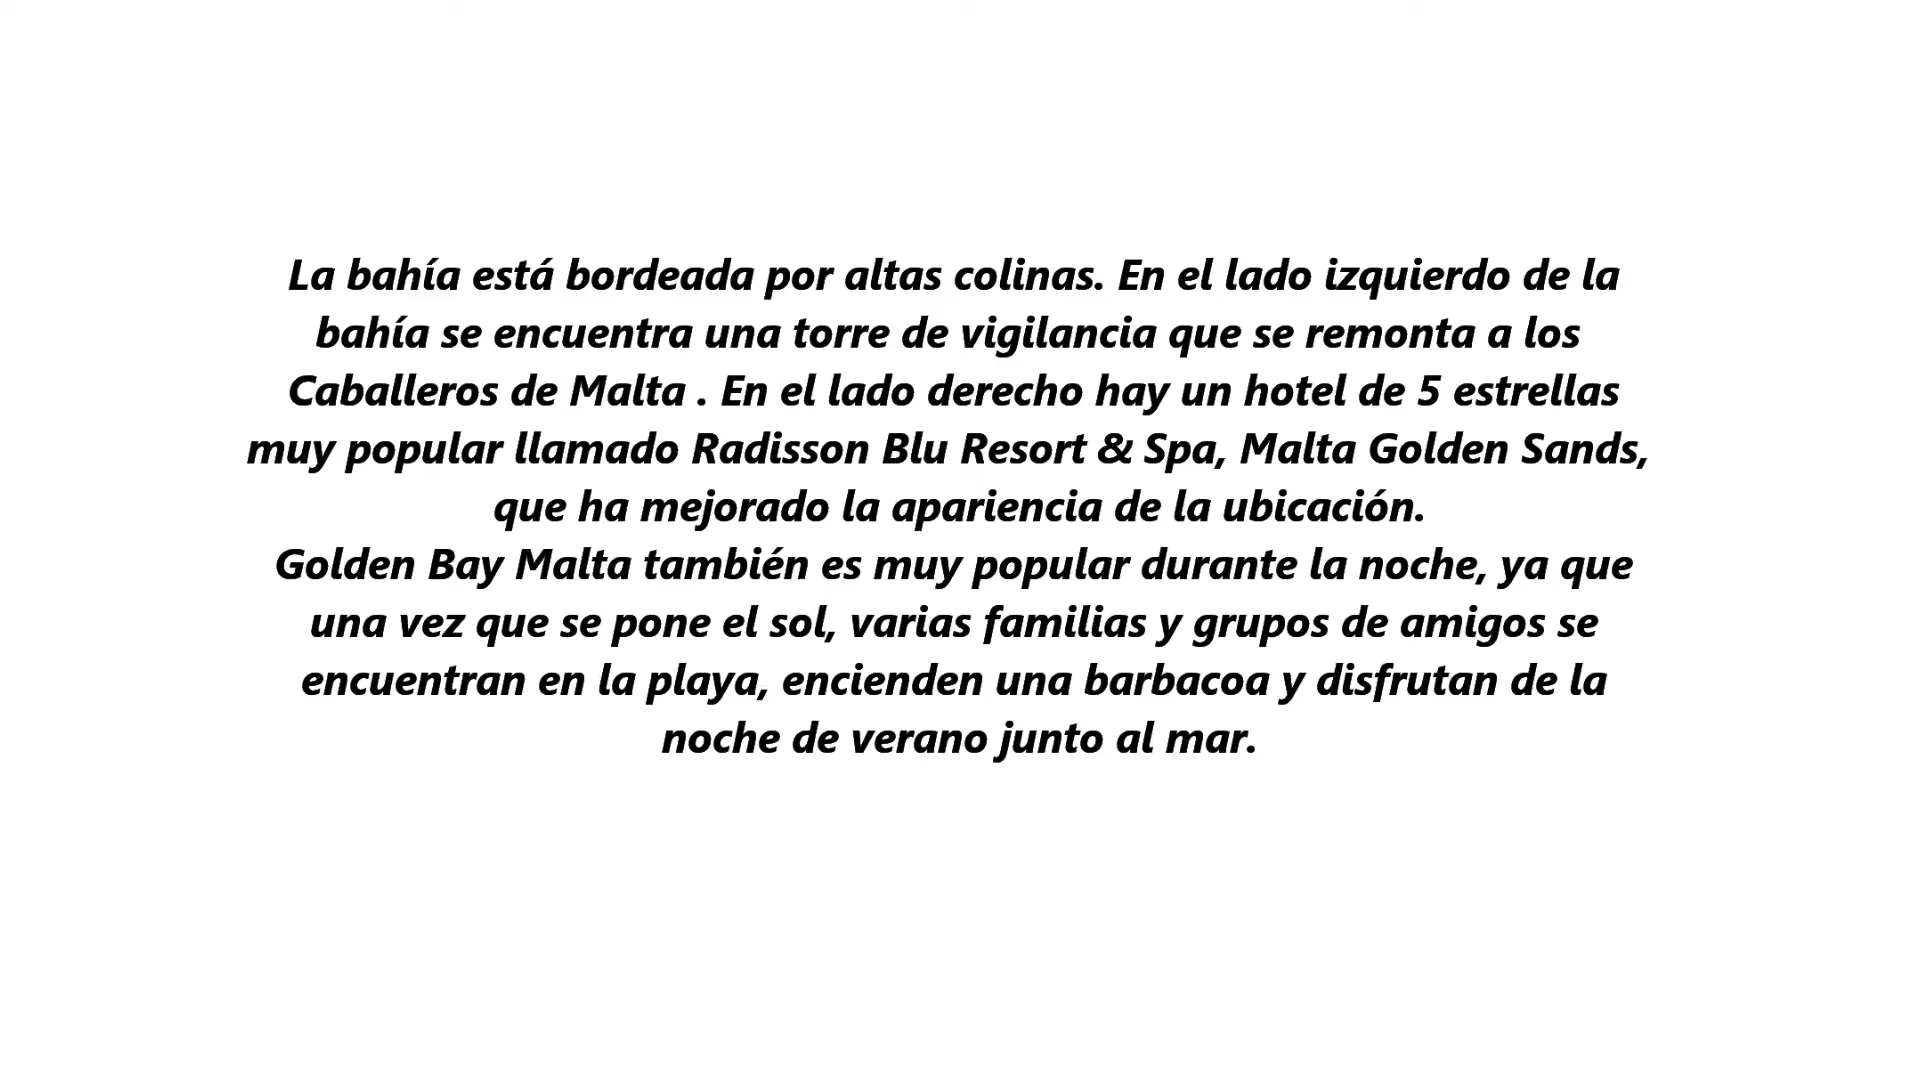 La bahía está bordeada por altas colinas. En el lado izquierdo de la
bahía se encuentra una torre de vigilancia que se remonta a los
Caballeros de Malta . En el lado derecho hay un hotel de 5 estrellas
muy popular llamado Radisson Blu Resort & Spa, Malta Golden Sands,
que ha mejorado la apariencia de la ubicación.
Golden Bay Malta también es muy popular durante la noche, ya que
una vez que se pone el sol, varias familias y grupos de amigos se
encuentran en la playa, encienden una barbacoa y disfrutan de la
noche de verano junto al mar.